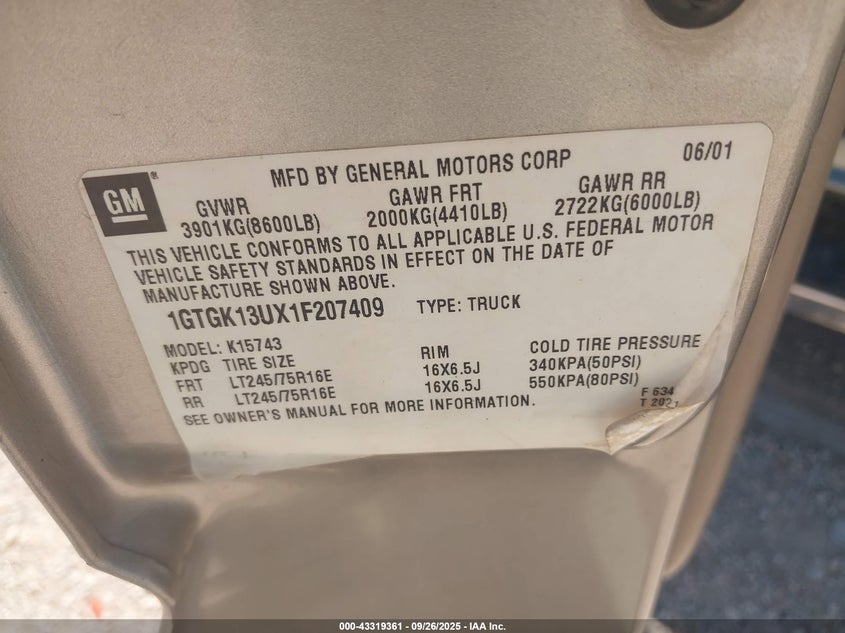 GM
MFD BY GENERAL MOTORS CORP 06/01
GVWR GAWR FRT GAWR RR
3901KG(8600LB) 2000KG(4410LB) 2722KG(6000LB)
THIS VEHICLE CONFORMS TO ALL APPLICABLE U.S. FEDERAL MOTOR
VEHICLE SAFETY STANDARDS IN EFFECT ON THE DATE OF
MANUFACTURE SHOWN ABOVE.
1GTGK13UX1F207409 TYPE: TRUCK
MODEL: K15743
KPDG TIRE SIZE RIM COLD TIRE PRESSURE
FRT LT245/75R16E 16X6.5J 340KPA(50PSI)
RR LT245/75R16E 16X6.5J 550KPA(80PSI)
SEE OWNER'S MANUAL FOR MORE INFORMATION.
F 634
T
000-43319361 - 09/26/2025 - IAA Inc.